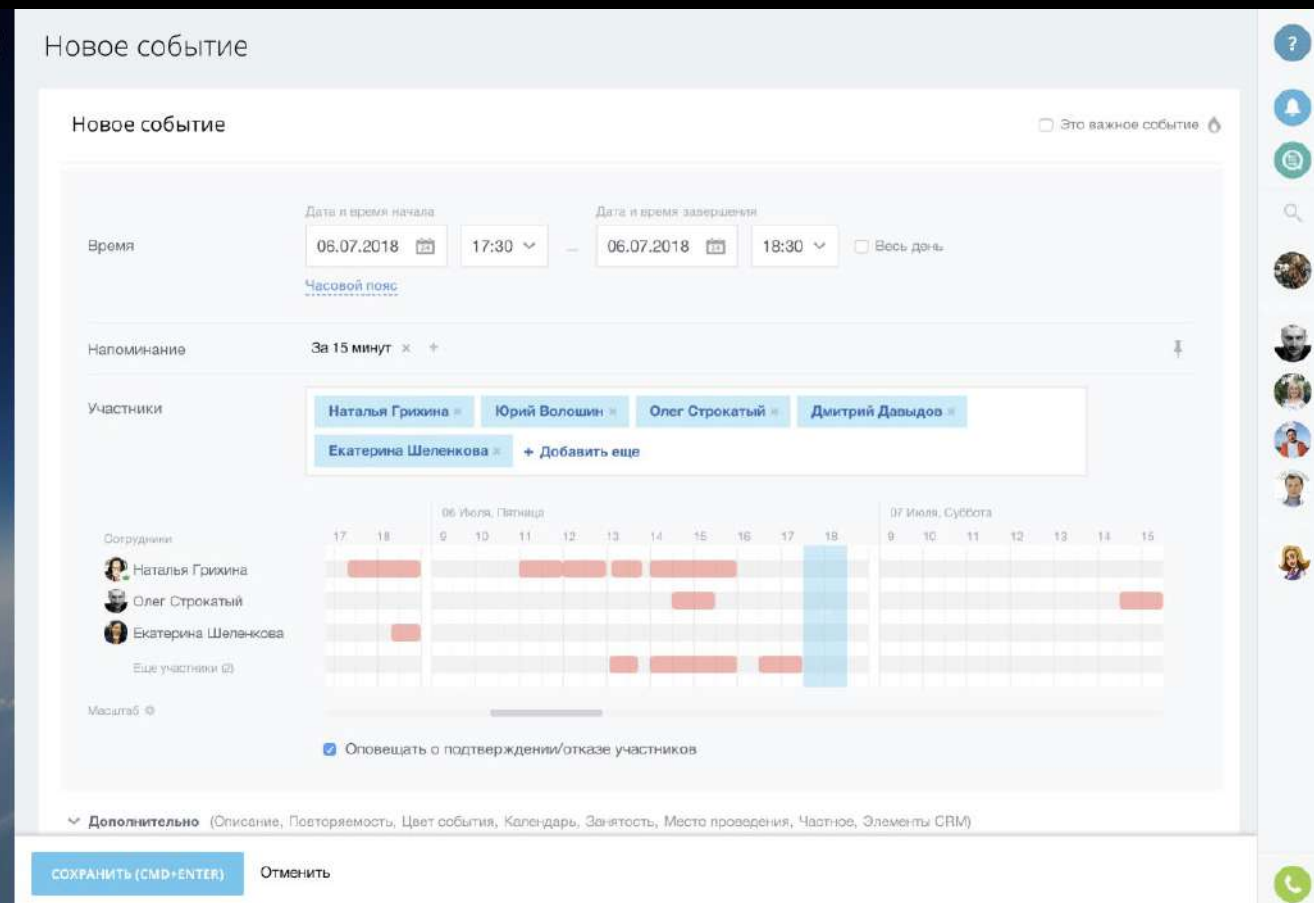 Новое событие
Новое событие
Это важное событие
Дата и время начала
Дата и время завершения
Время
06.07.2018
17:30
...
06.07.2018
18:30
Весь день
Часовой пояс
Напоминание
За 15 минут × +
Участники
Наталья Грихина ×
Юрий Волошин ×
Олег Строкатый ×
Дмитрий Давыдов ×
Екатерина Шеленкова ×
+ Добавить еще
06 Июля, Пятница
07 Июля, Суббота
Сотрудники
17 18 9 10 11 12 13 14 15 16 17 18 9 10 11 12 13 14 15
Наталья Грихина
Олег Строкатый
Екатерина Шеленкова
Еще участники (2)
Масштаб
Оповещать о подтверждении/отказе участников
Дополнительно (Описание, Повторяемость, Цвет события, Календарь, Занятость, Место проведения, Частное, Элементы CRM)
СОХРАНИТЬ (CMD+ENTER)
Отменить